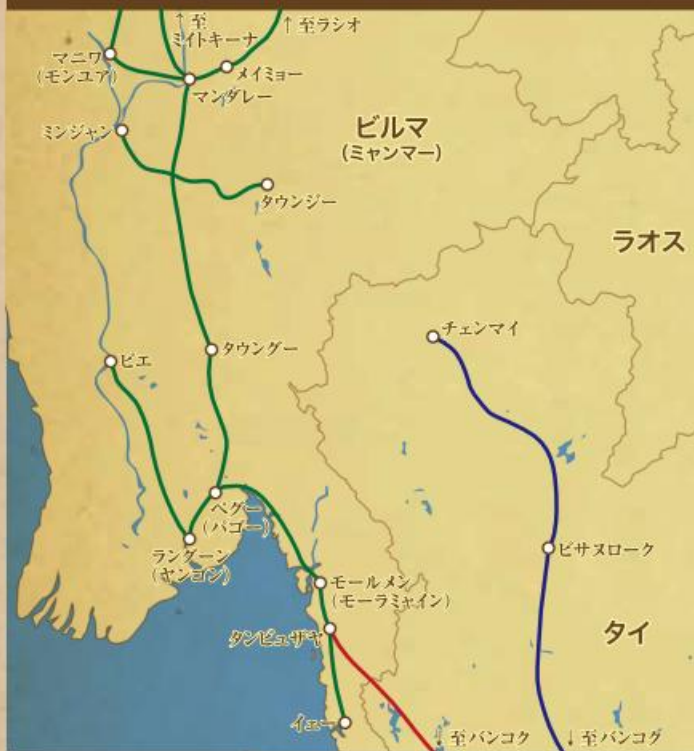 ↑至
ミイトキーナ
↑至ラシオ
マニワ
(モンユア)
メイミョー
マンダレー
ミンジャン
ビルマ
(ミャンマー)
タウンジー
ラオス
チェンマイ
ピエ
タウングー
ペグー
(バゴー)
ラングーン
(ヤンゴン)
ピサヌローク
モールメン
(モーラミャイン)
タンビュザヤ
タイ
イェー
↓至バンコク
↓至バンコク